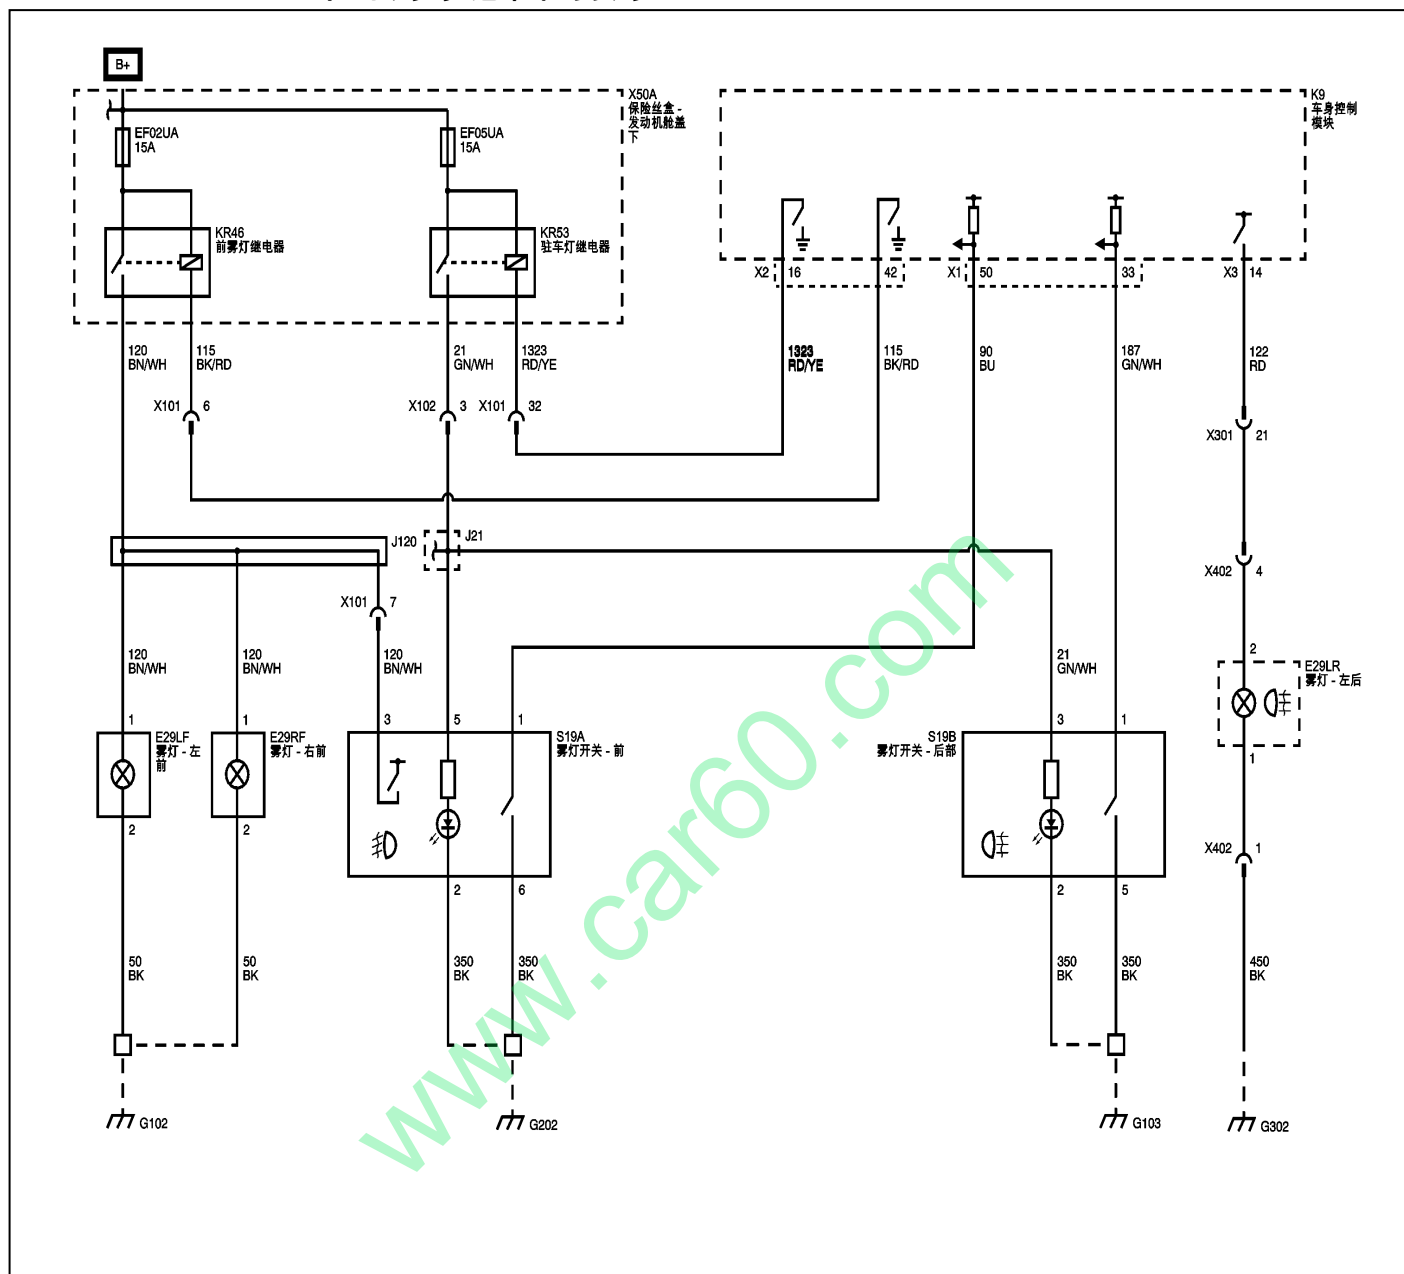 B+
X50A
保险丝盒 -
发动机舱盖
下
K9
车身控制
模块
EF02UA
15A
EF05UA
15A
KR46
前雾灯继电器
KR53
驻车灯继电器
X2 16
42
X1 50
33
X3 14
120
BN/WH
115
BK/RD
21
GN/WH
1323
RD/YE
1323
RD/YE
115
BK/RD
90
BU
187
GN/WH
122
RD
X101 6
X102 3
X101 32
X301 21
J120
J21
X402 4
X101 7
120
BN/WH
120
BN/WH
120
BN/WH
21
GN/WH
2
E29LR
雾灯 - 左后
1
1
E29LF
雾灯 - 左
前
2
1
E29RF
雾灯 - 右前
2
3
5
1
S19A
雾灯开关 - 前
2
6
S19B
雾灯开关 - 后部
3
1
2
5
X402 1
50
BK
50
BK
350
BK
350
BK
350
BK
350
BK
450
BK
G102
G202
G103
G302
www.car60.com